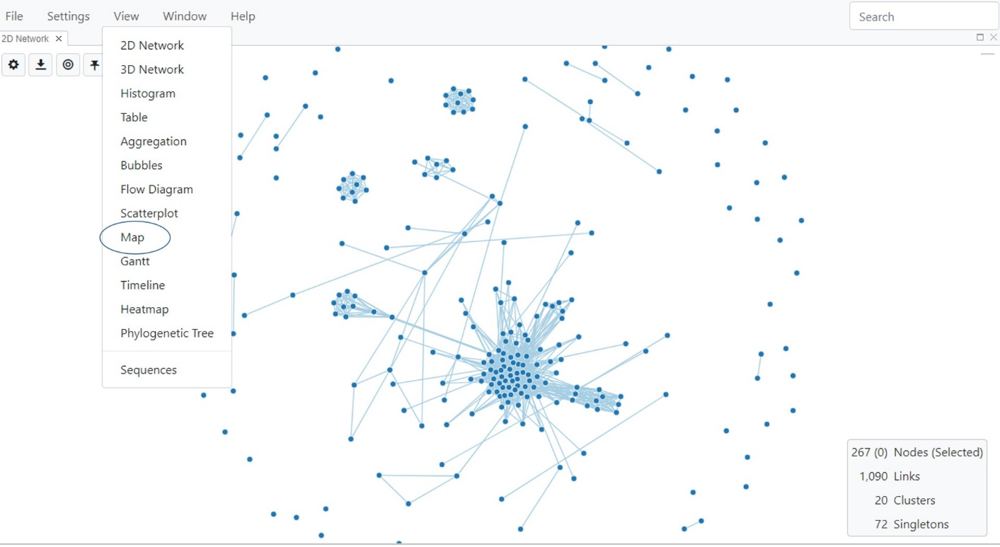 File Settings View Window Help Search
2D Network ×
2D Network
3D Network
Histogram
Table
Aggregation
Bubbles
Flow Diagram
Scatterplot
Map
Gantt
Timeline
Heatmap
Phylogenetic Tree
Sequences
267 (0) Nodes (Selected)
1,090 Links
20 Clusters
72 Singletons